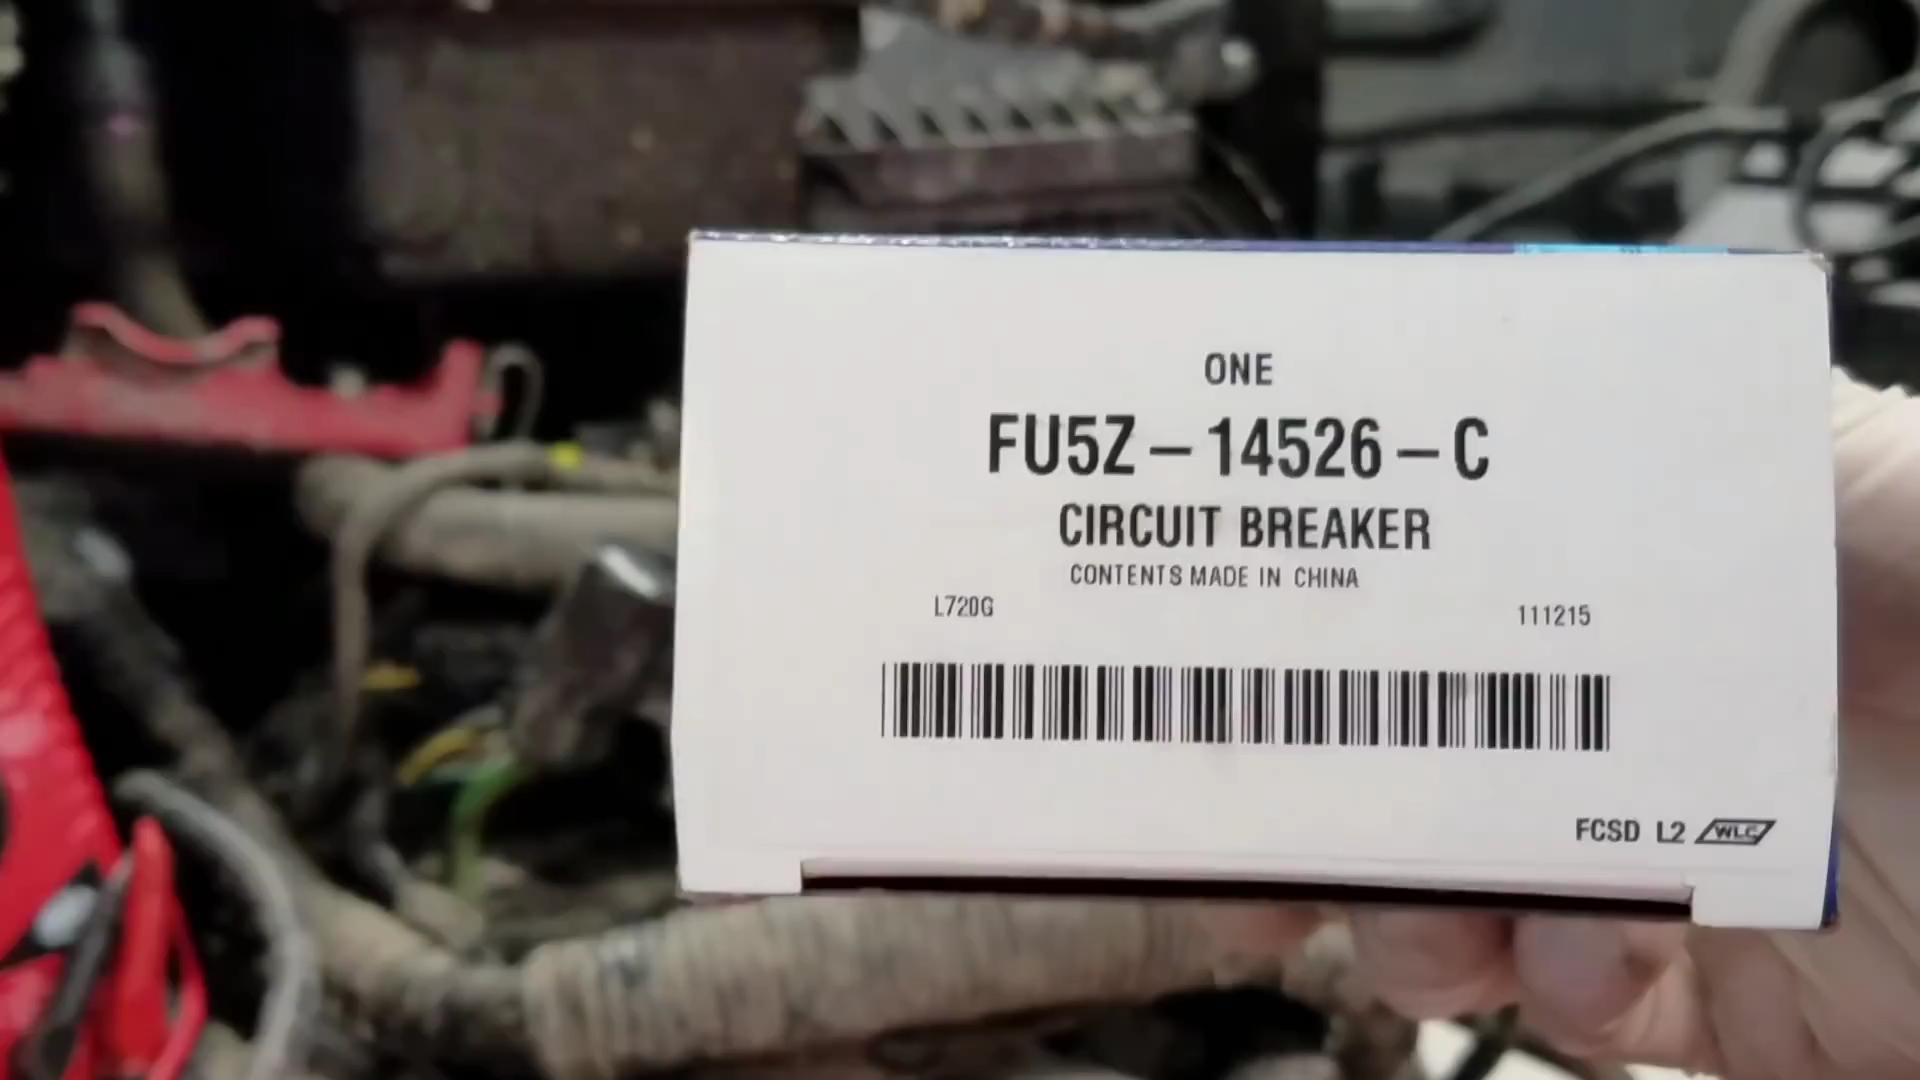 ONE
FU5Z-14526-C
CIRCUIT BREAKER
CONTENTS MADE IN CHINA
L720G 111215
FCSD L2 WLC